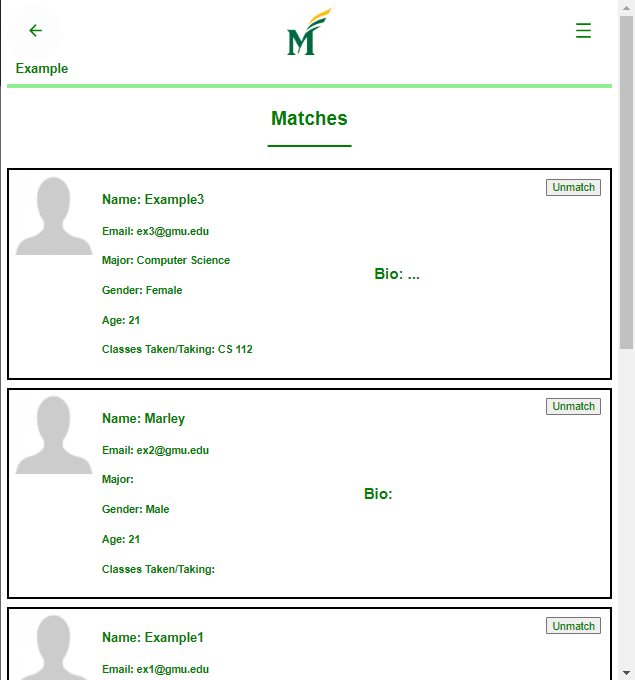 M
Example
Matches
Unmatch
Name: Example3
Email: ex3@gmu.edu
Major: Computer Science
Bio: ...
Gender: Female
Age: 21
Classes Taken/Taking: CS 112
Unmatch
Name: Marley
Email: ex2@gmu.edu
Major:
Bio:
Gender: Male
Age: 21
Classes Taken/Taking:
Unmatch
Name: Example1
Email: ex1@gmu.edu